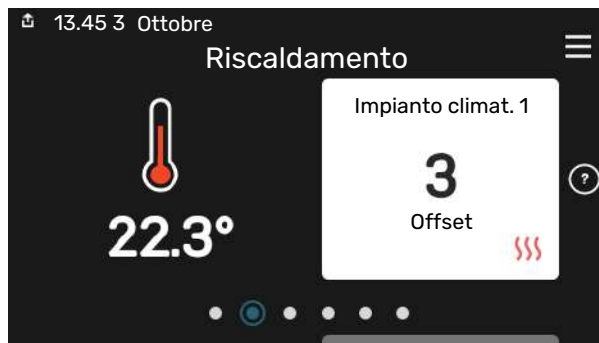 13.45 3 Ottobre
Riscaldamento
Impianto climat. 1
3
Offset
22.3°
?